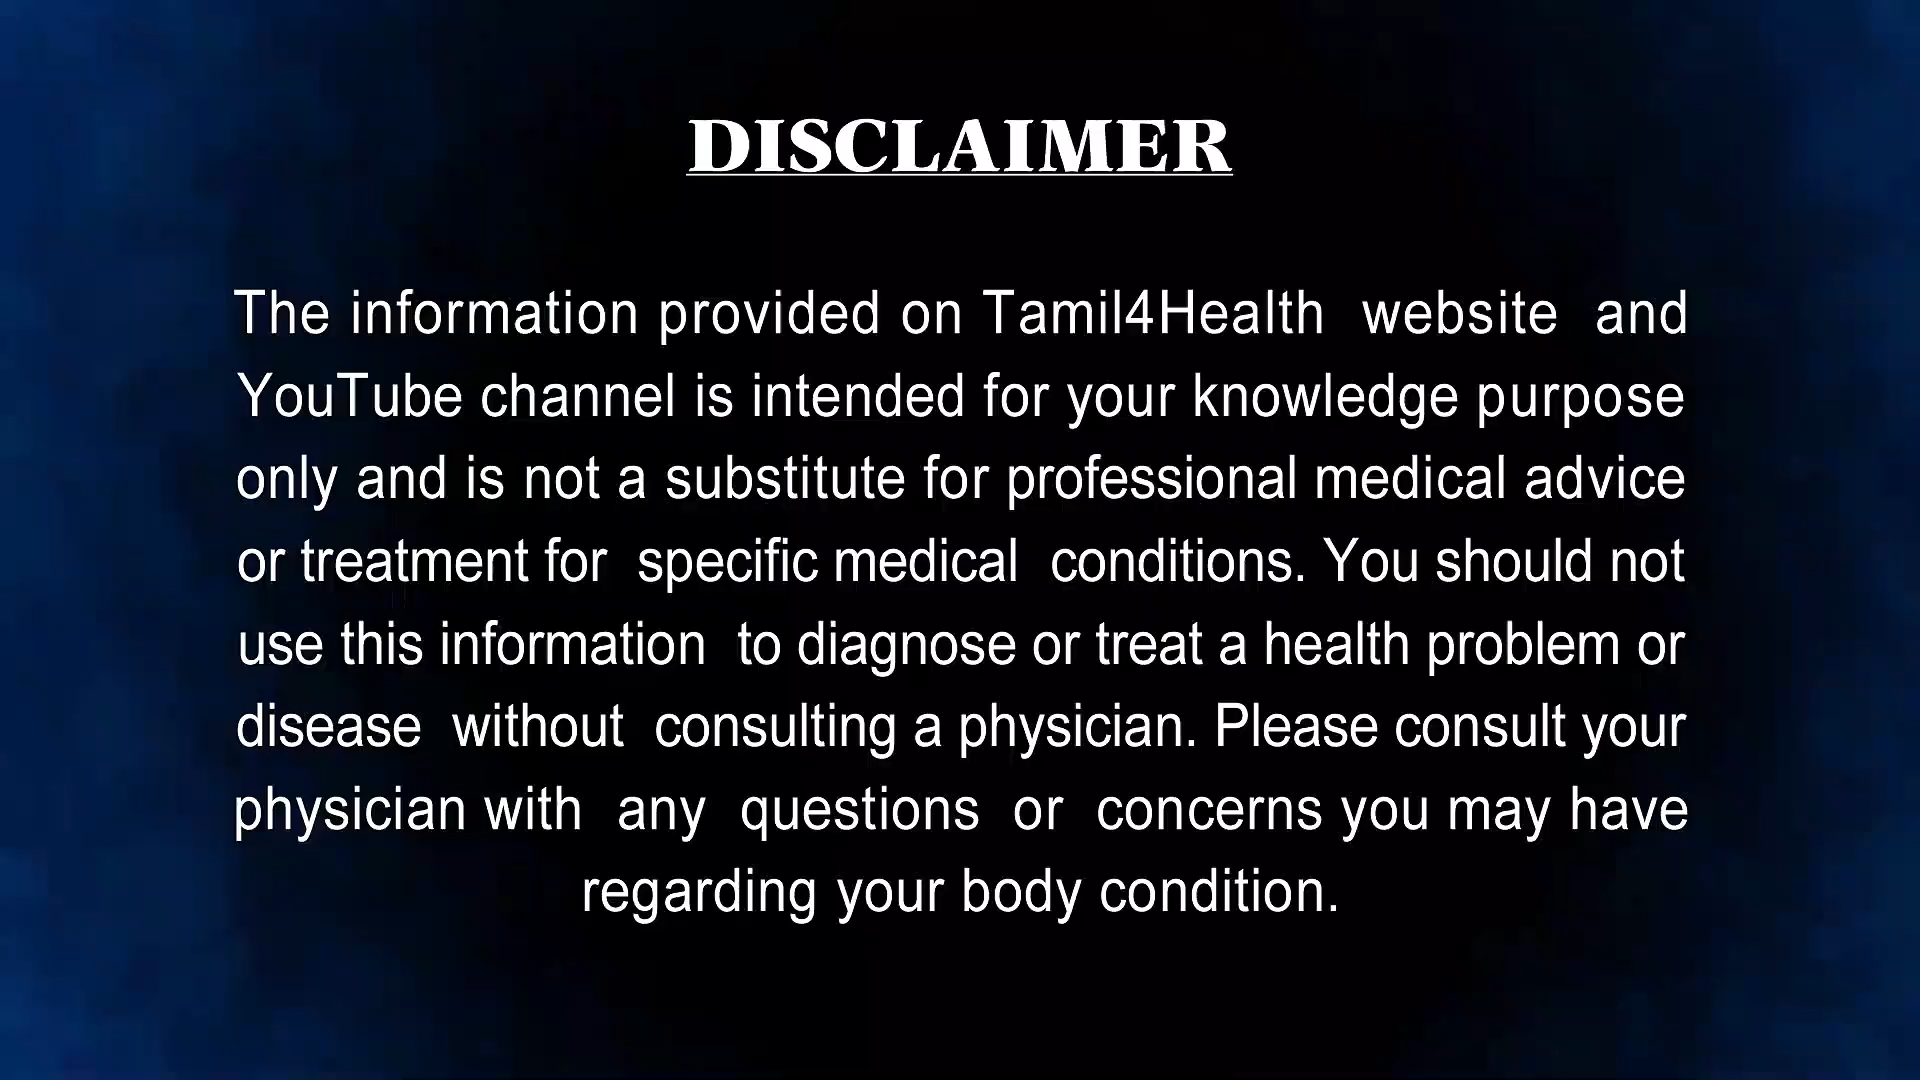 DISCLAIMER
The information provided on Tamil4Health website and
YouTube channel is intended for your knowledge purpose
only and is not a substitute for professional medical advice
or treatment for specific medical conditions. You should not
use this information to diagnose or treat a health problem or
disease without consulting a physician. Please consult your
physician with any questions or concerns you may have
regarding your body condition.